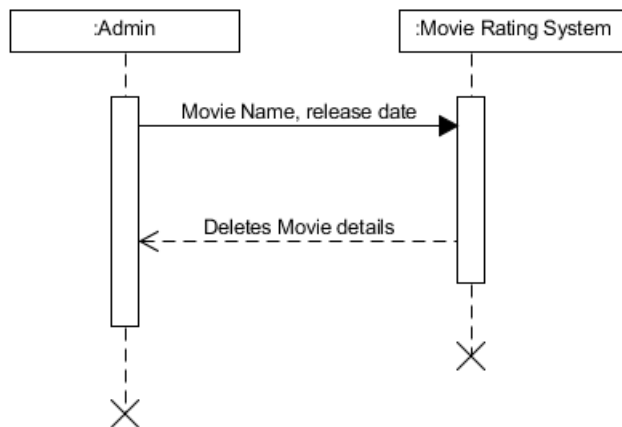 :Admin
:Movie Rating System
Movie Name, release date
Deletes Movie details